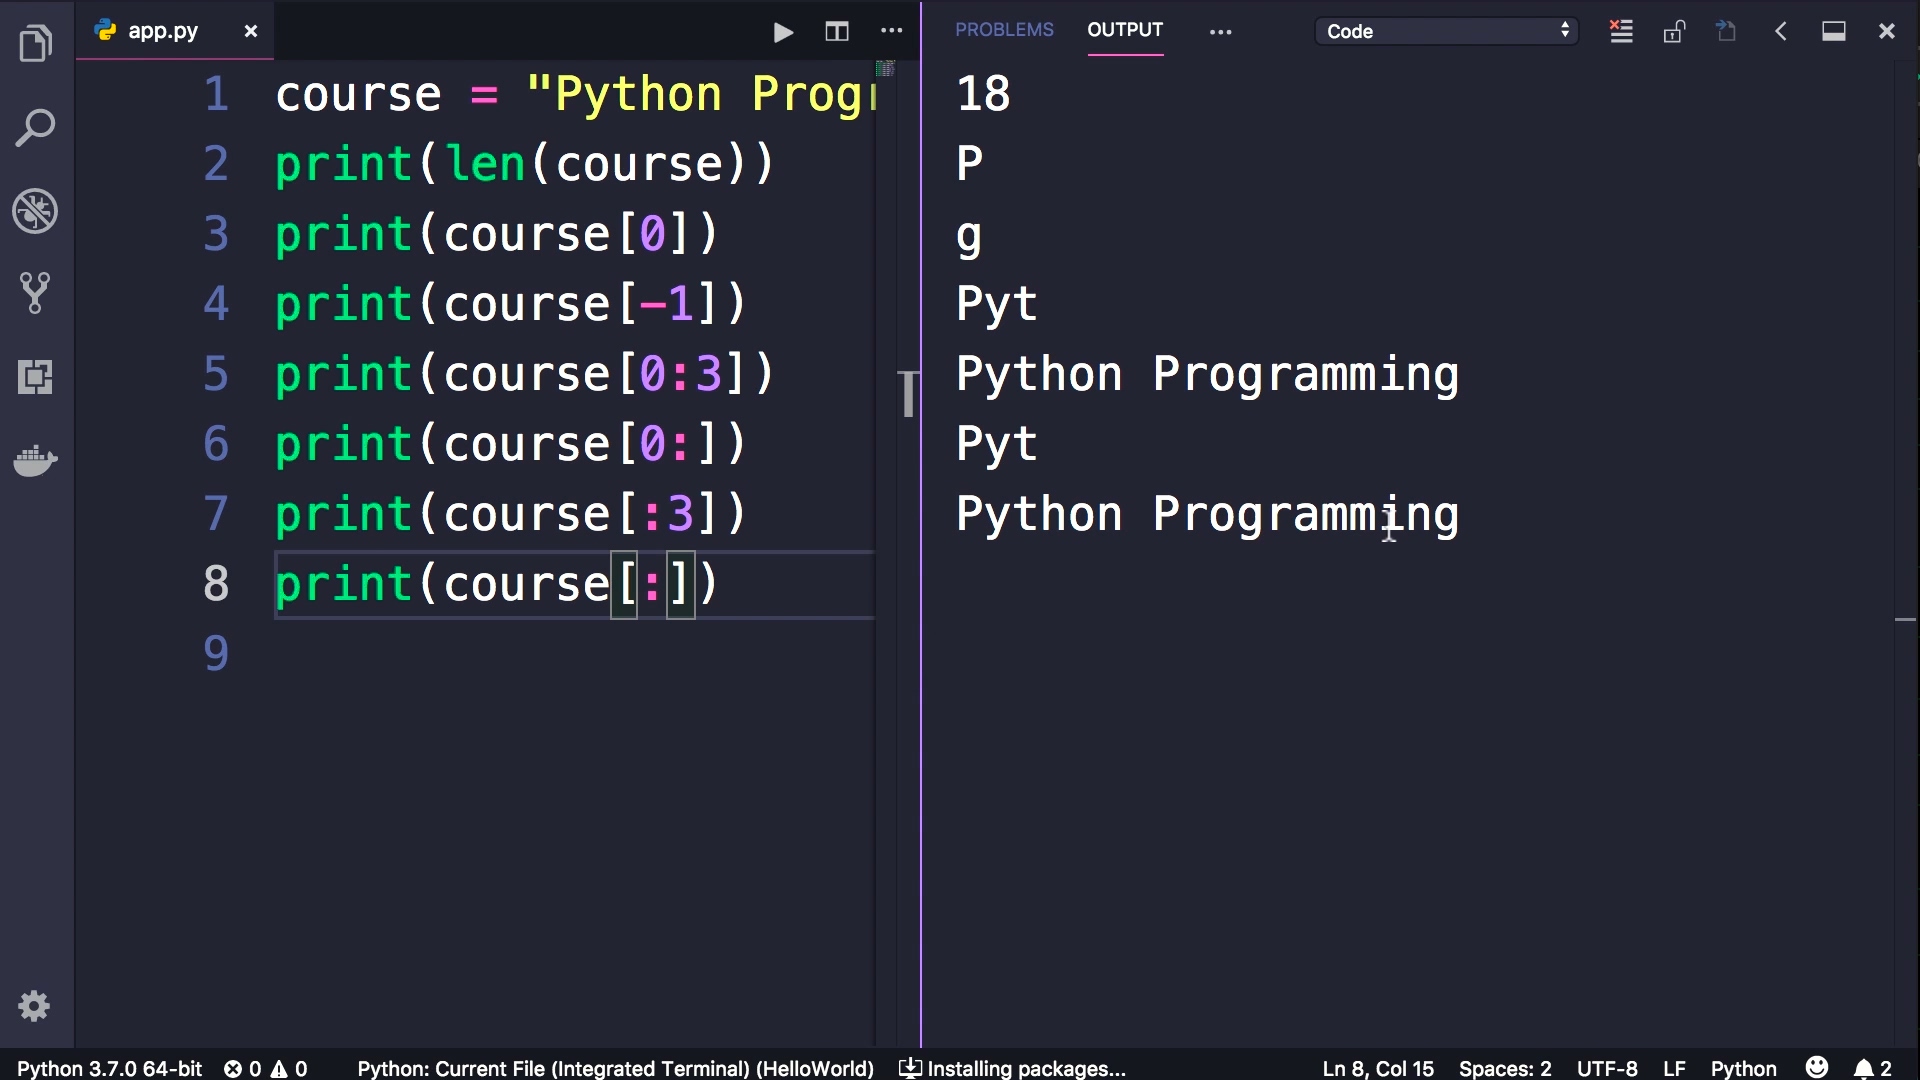 app.py
PROBLEMS OUTPUT
Code
1 course = "Python Progr
2 print(len(course))
3 print(course[0])
4 print(course[-1])
5 print(course[0:3])
6 print(course[0:])
7 print(course[:3])
8 print(course[:])
9
18
P
g
Pyt
Python Programming
Pyt
Python Programming
Python 3.7.0 64-bit 0 0 Python: Current File (Integrated Terminal) (HelloWorld) Installing packages... Ln 8, Col 15 Spaces: 2 UTF-8 LF Python 2